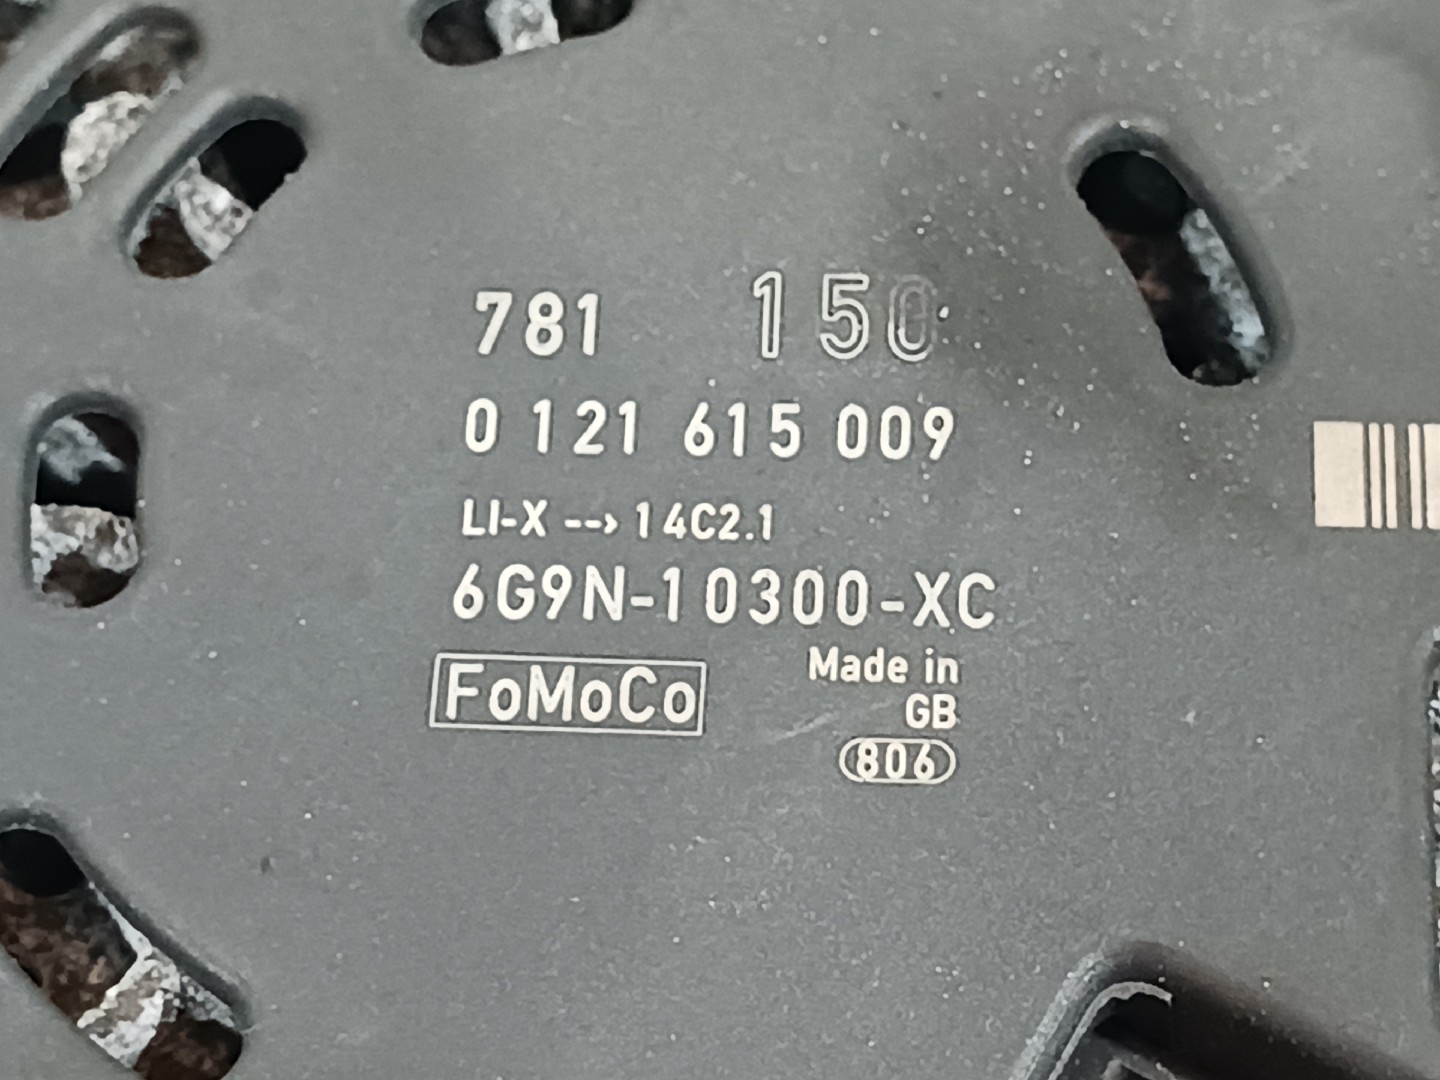 781 150
0 121 615 009
LI-X --> 14C2.1
6G9N-10300-XC
FoMoCo
Made in
GB
806